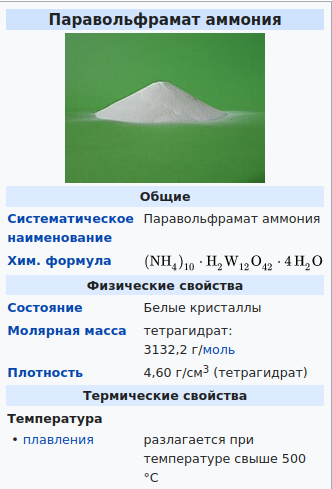 Паравольфрамат аммония
Общие
Систематическое наименование Паравольфрамат аммония
Хим. формула (NH₄)₁₀ · H₂W₁₂O₄₂ · 4 H₂O
Физические свойства
Состояние Белые кристаллы
Молярная масса тетрагидрат:
3132,2 г/моль
Плотность 4,60 г/см³ (тетрагидрат)
Термические свойства
Температура
• плавления разлагается при
температуре свыше 500
°C